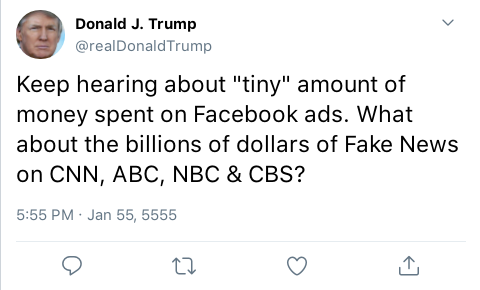 Donald J. Trump
@realDonaldTrump
Keep hearing about "tiny" amount of
money spent on Facebook ads. What
about the billions of dollars of Fake News
on CNN, ABC, NBC & CBS?
5:55 PM · Jan 55, 5555